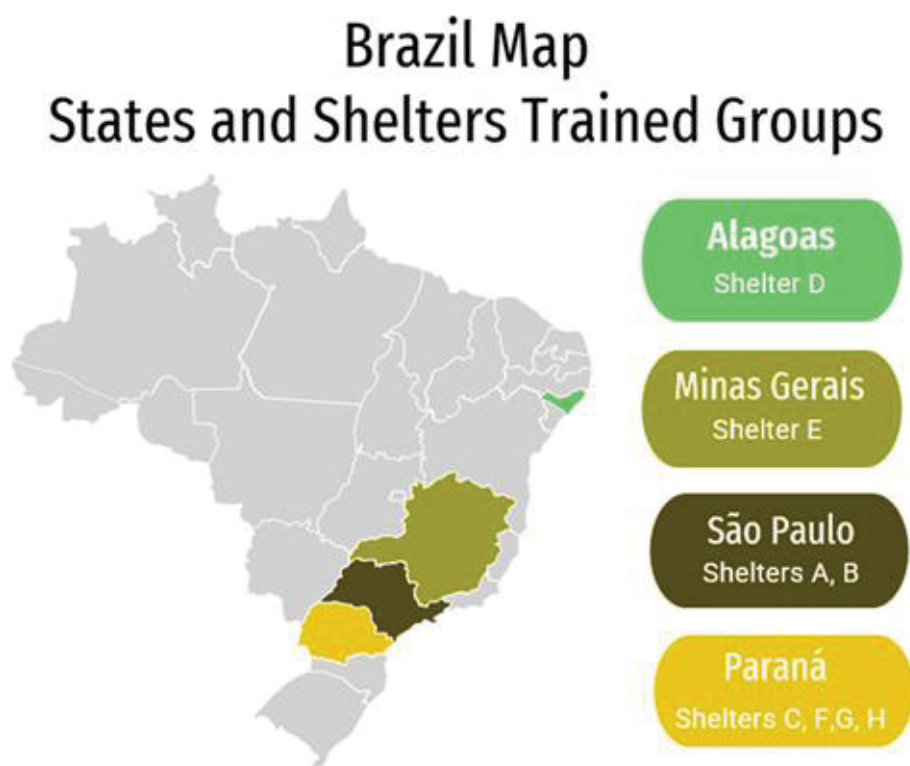 Brazil Map
States and Shelters Trained Groups
Alagoas
Shelter D
Minas Gerais
Shelter E
São Paulo
Shelters A, B
Paraná
Shelters C, F,G, H